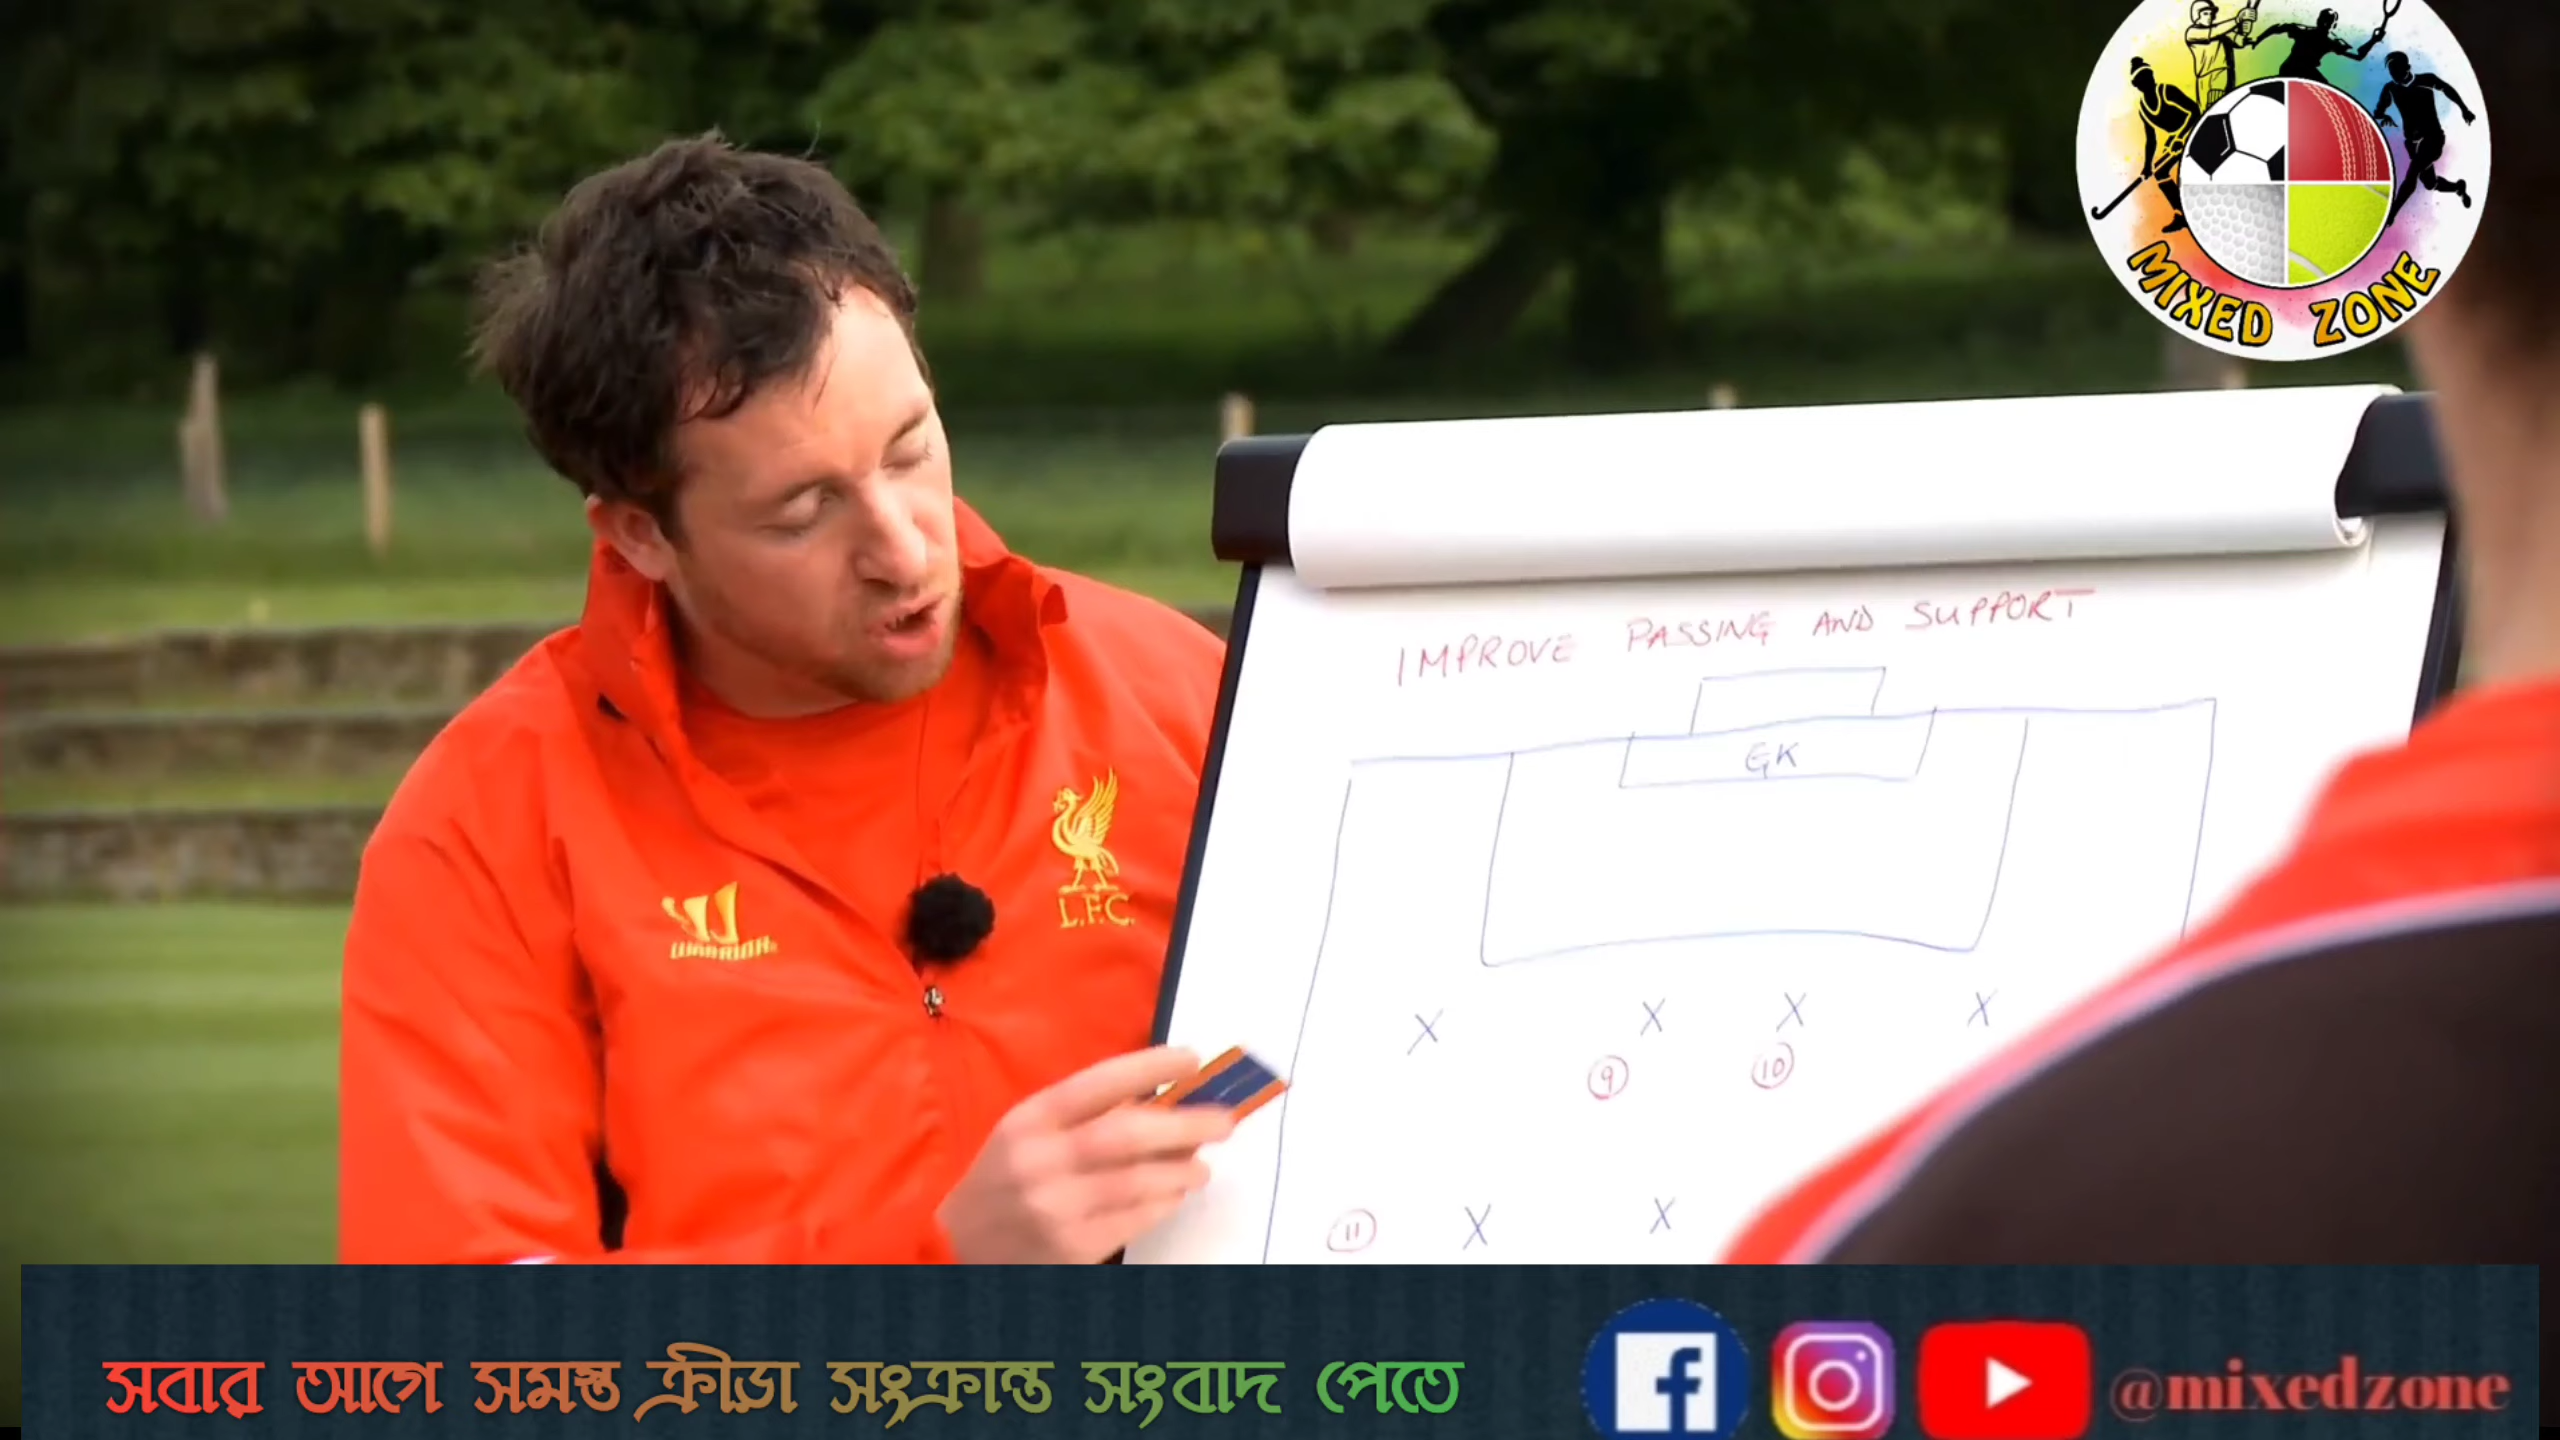 MIXED ZONE
IMPROVE PASSING AND SUPPORT
GK
X X X X
9 10
11 X X
WARRIOR
L.F.C.
সবার আগে সমস্ত ক্রীড়া সংক্রান্ত সংবাদ পেতে
@mixedzone